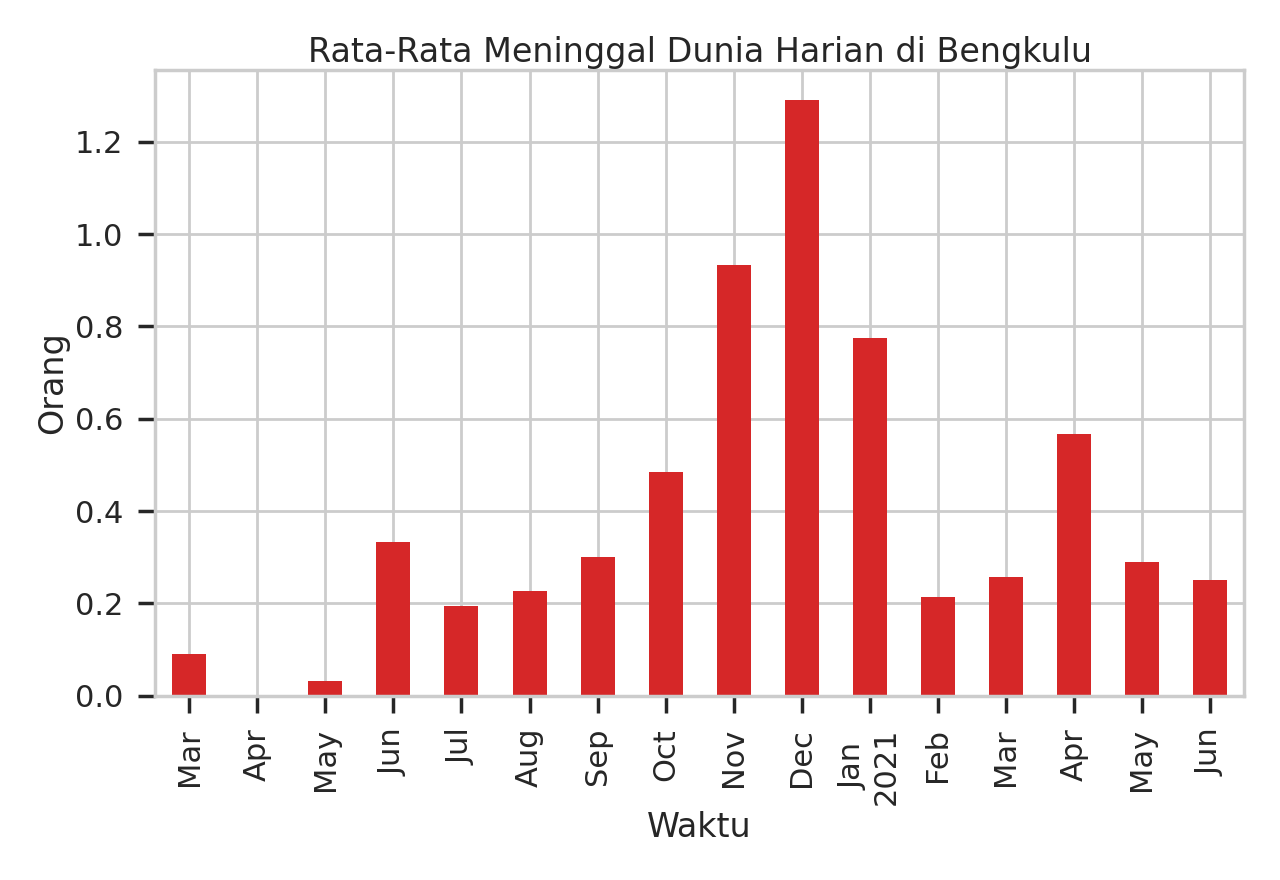 Rata-Rata Meninggal Dunia Harian di Bengkulu
Orang
1.2
1.0
0.8
0.6
0.4
0.2
0.0
Mar
Apr
May
Jun
Jul
Aug
Sep
Oct
Nov
Dec
Jan
2021
Feb
Mar
Apr
May
Jun
Waktu